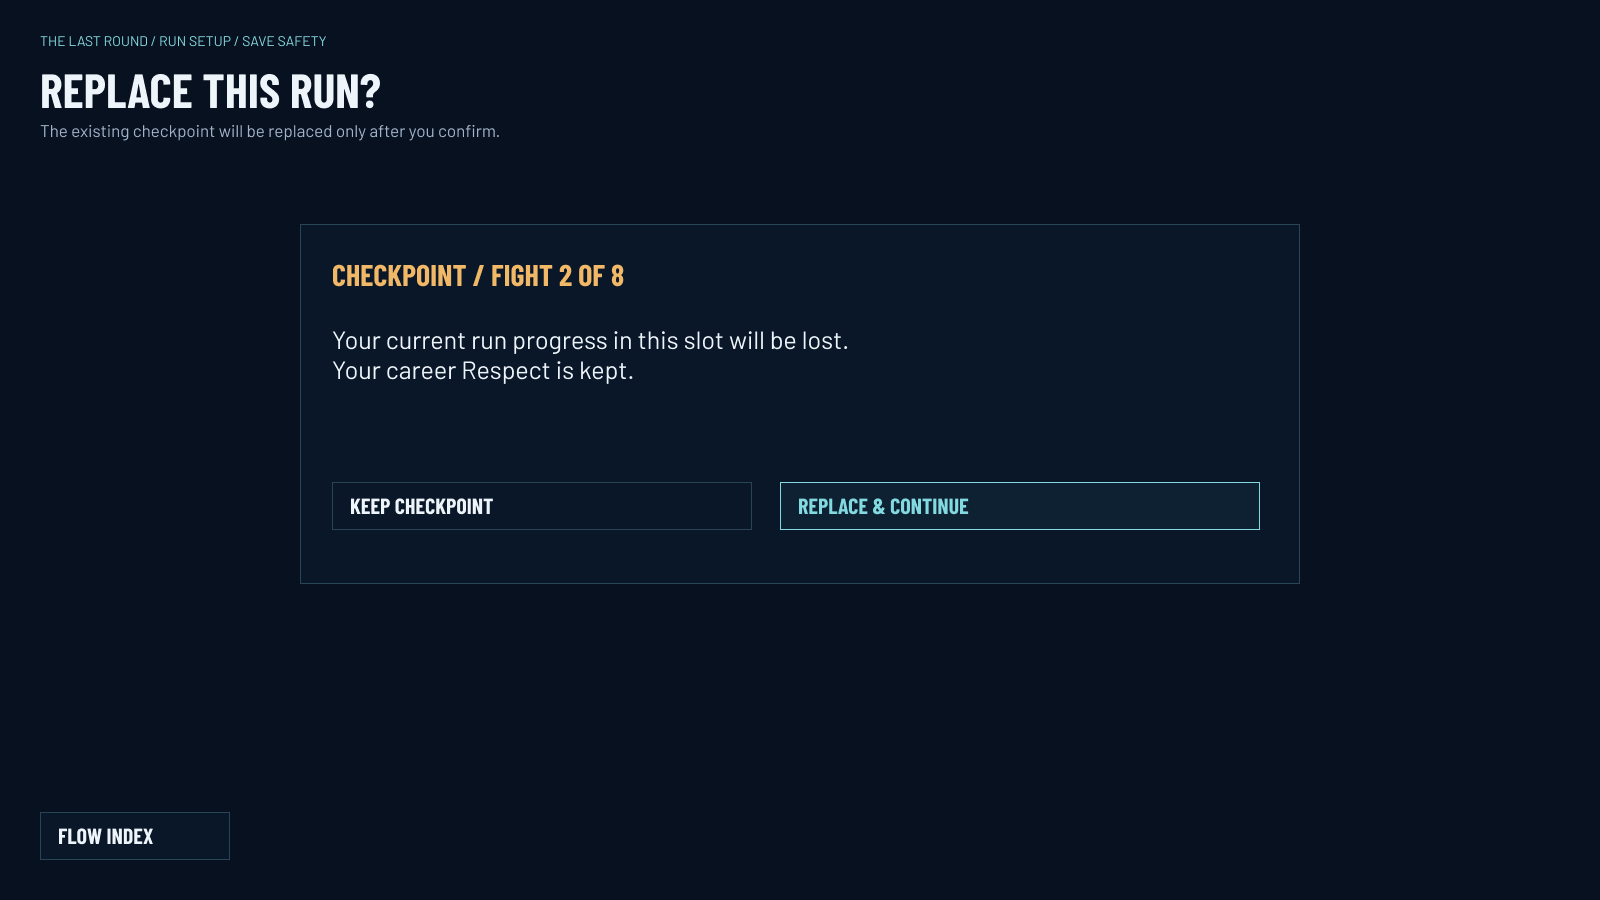 THE LAST ROUND / RUN SETUP / SAVE SAFETY
REPLACE THIS RUN?
The existing checkpoint will be replaced only after you confirm.
CHECKPOINT / FIGHT 2 OF 8
Your current run progress in this slot will be lost.
Your career Respect is kept.
KEEP CHECKPOINT
REPLACE & CONTINUE
FLOW INDEX